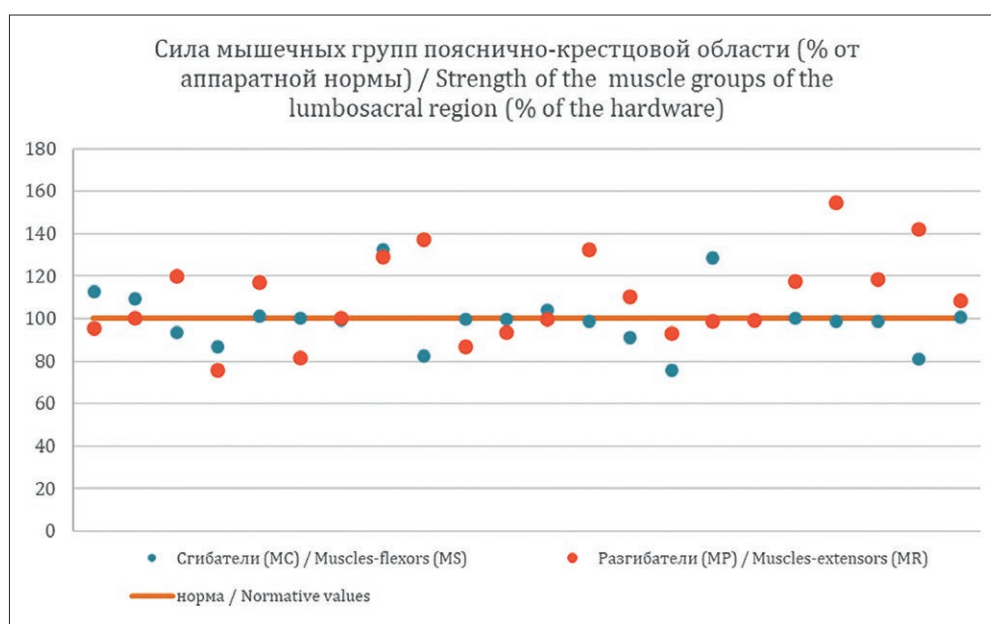 Сила мышечных групп пояснично-крестцовой области (% от
аппаратной нормы) / Strength of the muscle groups of the
lumbosacral region (% of the hardware)
180
160
140
120
100
80
60
40
20
0
Сгибатели (МС) / Muscles-flexors (MS)
Разгибатели (МР) / Muscles-extensors (MR)
норма / Normative values